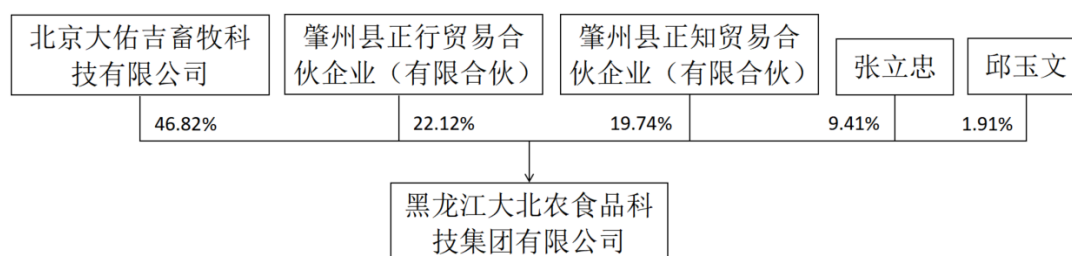 北京大佑吉畜牧科
技有限公司
肇州县正行贸易合
伙企业（有限合伙）
肇州县正知贸易合
伙企业（有限合伙）
张立忠
邱玉文
46.82%
22.12%
19.74%
9.41%
1.91%
黑龙江大北农食品科
技集团有限公司